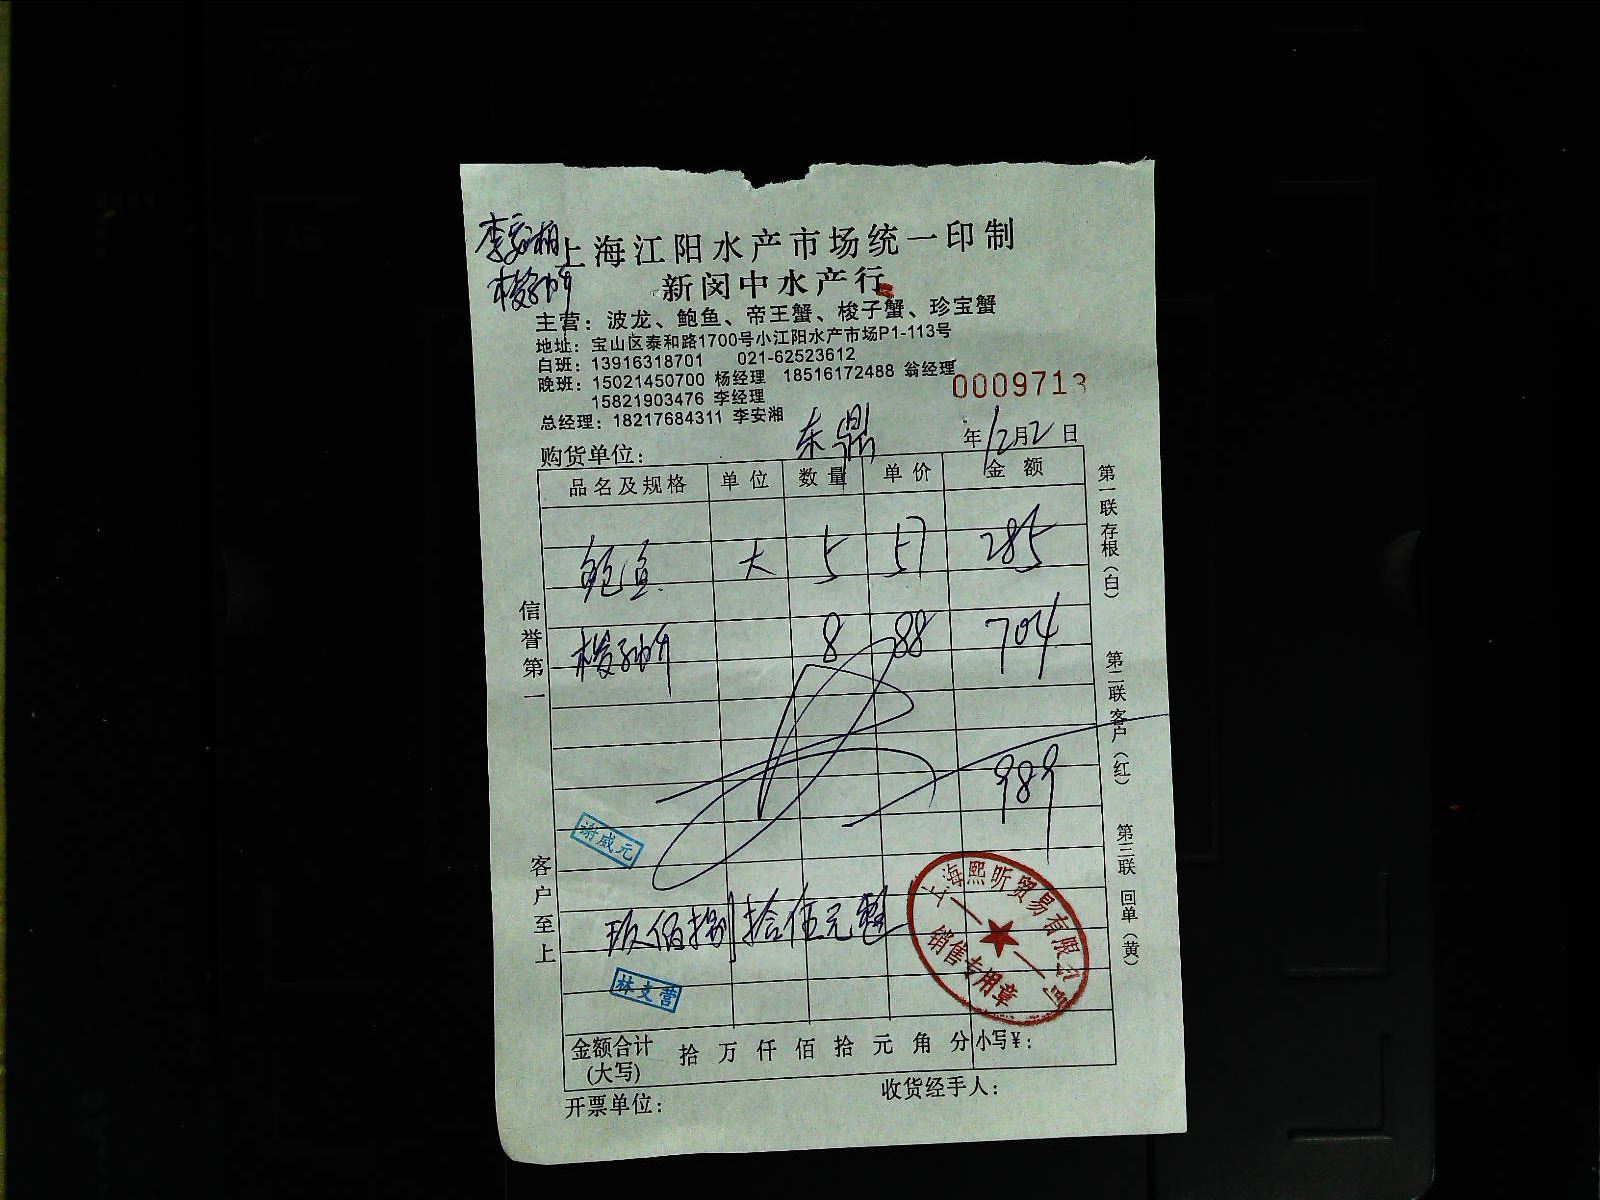 李安湘
梭子蟹
上海江阳水产市场统一印制
新闵中水产行
主营：波龙、鲍鱼、帝王蟹、梭子蟹、珍宝蟹
地址：宝山区泰和路1700号小江阳水产市场P1-113号
白班：13916318701 021-62523612
晚班：15021450700 杨经理 18516172488 翁经理
15821903476 李经理
总经理：18217684311 李安湘
0009713
购货单位：东鼎 年12月2日
品名及规格 单位 数量 单价 金额
鲍鱼 大 5 57 285
梭子蟹 8 88 704
989
谢威元
玖佰捌拾伍元整
林支营
上海熙昕贸易有限公司
销售专用章
金额合计(大写) 拾万仟佰拾元角分 小写¥：
开票单位： 收货经手人：
信誉第一
客户至上
第一联存根（白）
第二联客户（红）
第三联回单（黄）